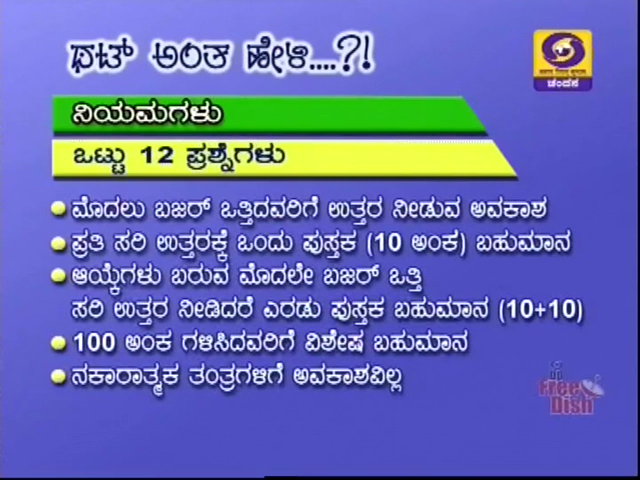 ಥಟ್ ಅಂತ ಹೇಳಿ....?!
ಚಂದನ
ನಿಯಮಗಳು
ಒಟ್ಟು 12 ಪ್ರಶ್ನೆಗಳು
ಮೊದಲು ಬಜರ್ ಒತ್ತಿದವರಿಗೆ ಉತ್ತರ ನೀಡುವ ಅವಕಾಶ
ಪ್ರತಿ ಸರಿ ಉತ್ತರಕ್ಕೆ ಒಂದು ಪುಸ್ತಕ (10 ಅಂಕ) ಬಹುಮಾನ
ಆಯ್ಕೆಗಳು ಬರುವ ಮೊದಲೇ ಬಜರ್ ಒತ್ತಿ
ಸರಿ ಉತ್ತರ ನೀಡಿದರೆ ಎರಡು ಪುಸ್ತಕ ಬಹುಮಾನ (10+10)
100 ಅಂಕ ಗಳಿಸಿದವರಿಗೆ ವಿಶೇಷ ಬಹುಮಾನ
ನಕಾರಾತ್ಮಕ ತಂತ್ರಗಳಿಗೆ ಅವಕಾಶವಿಲ್ಲ
Free
Dish